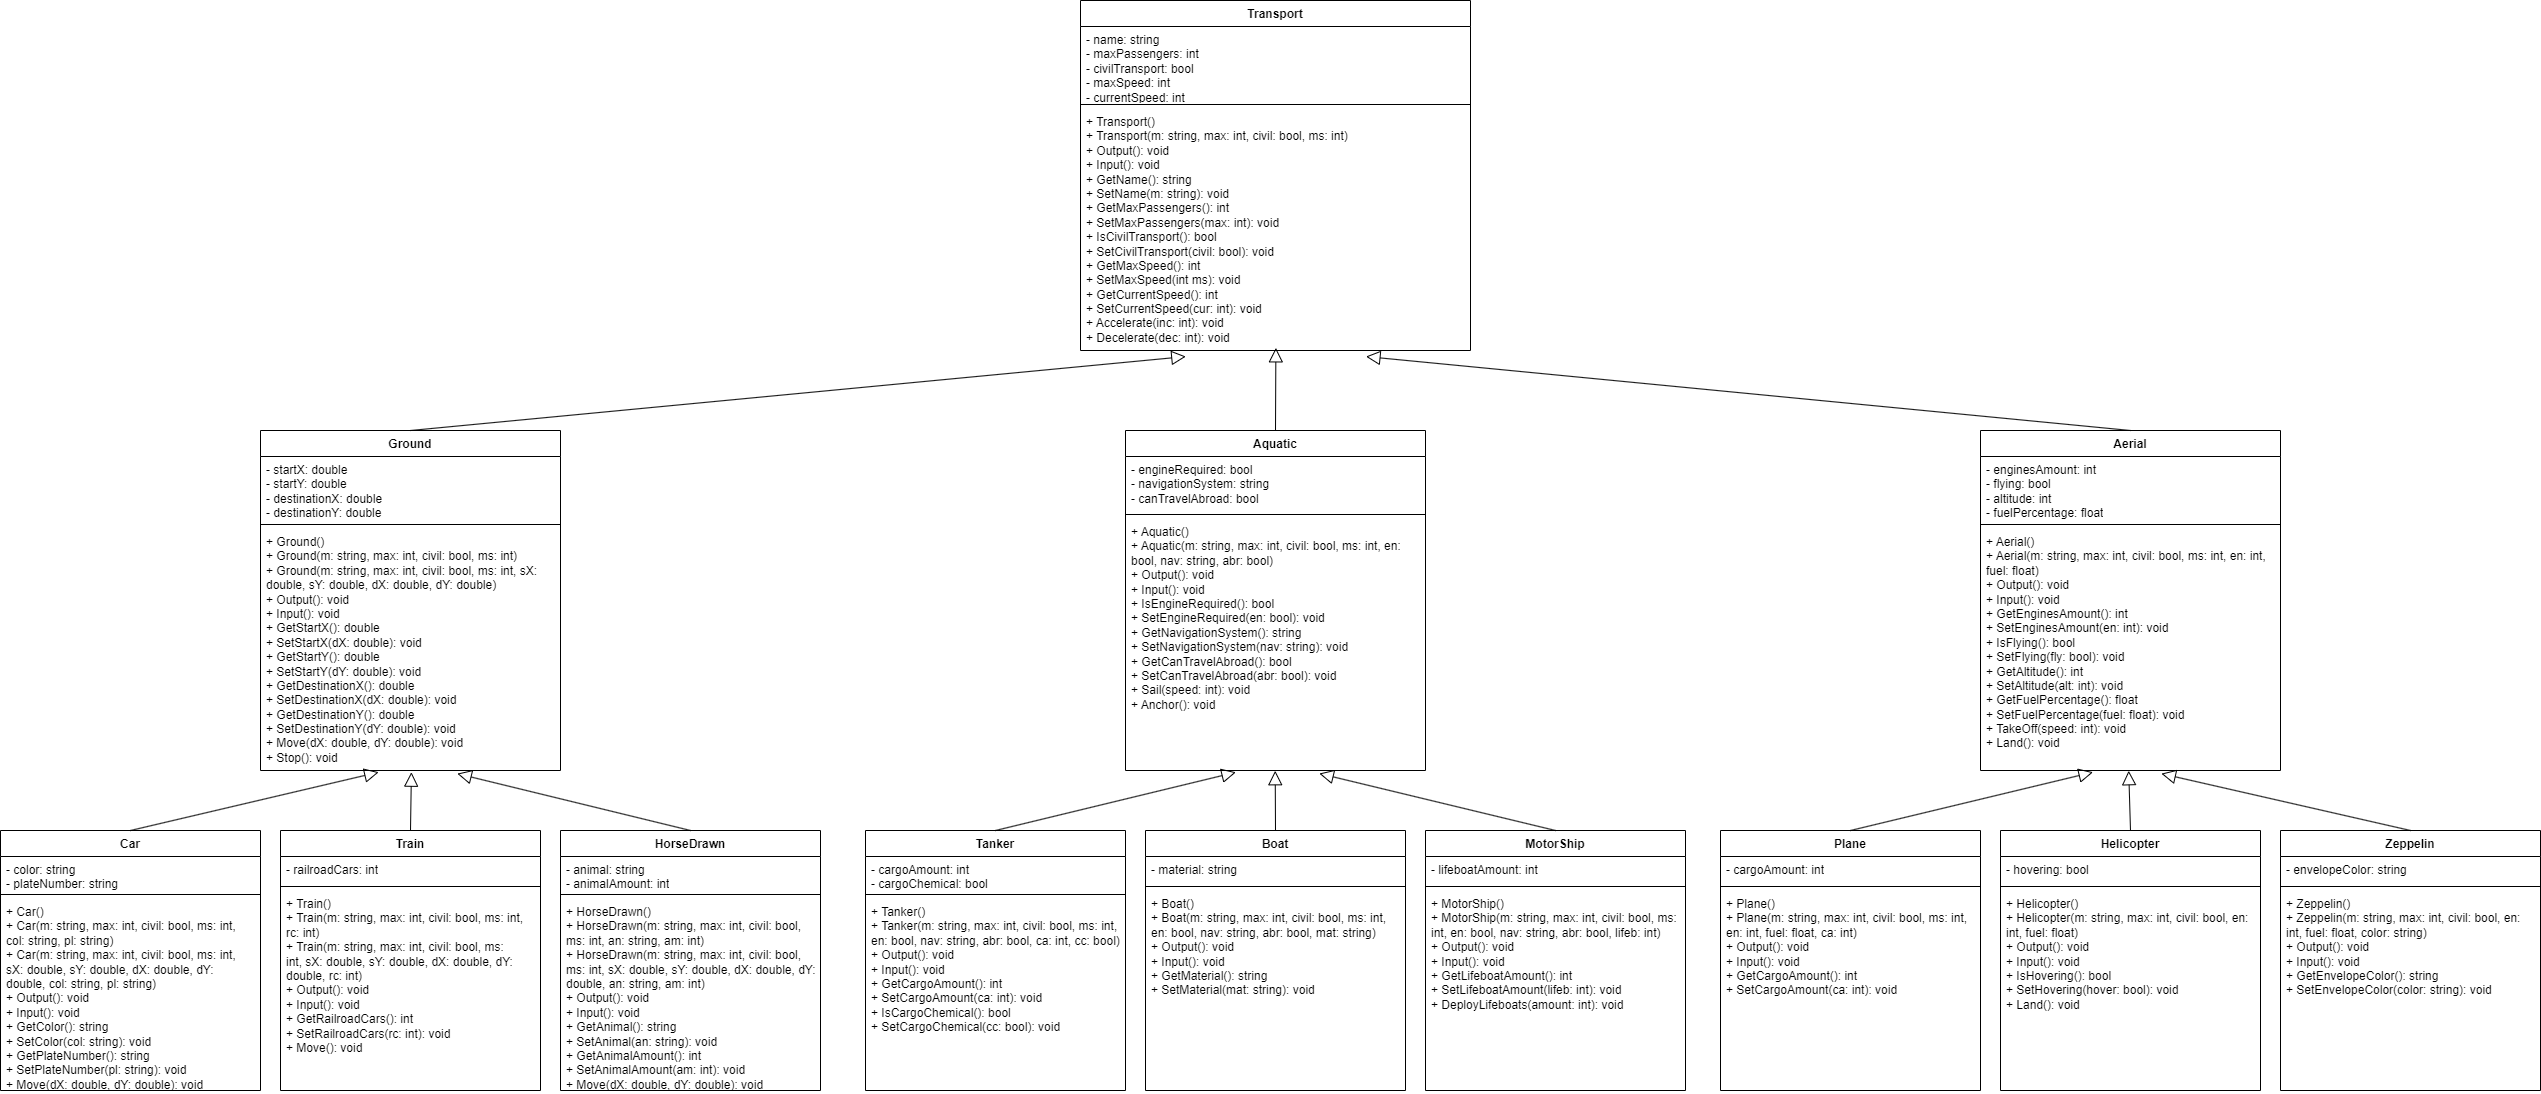 Transport
- name: string
- maxPassengers: int
- civilTransport: bool
- maxSpeed: int
- currentSpeed: int
+ Transport()
+ Transport(m: string, max: int, civil: bool, ms: int)
+ Output(): void
+ Input(): void
+ GetName(): string
+ SetName(m: string): void
+ GetMaxPassengers(): int
+ SetMaxPassengers(max: int): void
+ IsCivilTransport(): bool
+ SetCivilTransport(civil: bool): void
+ GetMaxSpeed(): int
+ SetMaxSpeed(int ms): void
+ GetCurrentSpeed(): int
+ SetCurrentSpeed(cur: int): void
+ Accelerate(inc: int): void
+ Decelerate(dec: int): void
Ground
- startX: double
- startY: double
- destinationX: double
- destinationY: double
+ Ground()
+ Ground(m: string, max: int, civil: bool, ms: int)
+ Ground(m: string, max: int, civil: bool, ms: int, sX:
double, sY: double, dX: double, dY: double)
+ Output(): void
+ Input(): void
+ GetStartX(): double
+ SetStartX(dX: double): void
+ GetStartY(): double
+ SetStartY(dY: double): void
+ GetDestinationX(): double
+ SetDestinationX(dX: double): void
+ GetDestinationY(): double
+ SetDestinationY(dY: double): void
+ Move(dX: double, dY: double): void
+ Stop(): void
Aquatic
- engineRequired: bool
- navigationSystem: string
- canTravelAbroad: bool
+ Aquatic()
+ Aquatic(m: string, max: int, civil: bool, ms: int, en:
bool, nav: string, abr: bool)
+ Output(): void
+ Input(): void
+ IsEngineRequired(): bool
+ SetEngineRequired(en: bool): void
+ GetNavigationSystem(): string
+ SetNavigationSystem(nav: string): void
+ GetCanTravelAbroad(): bool
+ SetCanTravelAbroad(abr: bool): void
+ Sail(speed: int): void
+ Anchor(): void
Aerial
- enginesAmount: int
- flying: bool
- altitude: int
- fuelPercentage: float
+ Aerial()
+ Aerial(m: string, max: int, civil: bool, ms: int, en: int,
fuel: float)
+ Output(): void
+ Input(): void
+ GetEnginesAmount(): int
+ SetEnginesAmount(en: int): void
+ IsFlying(): bool
+ SetFlying(fly: bool): void
+ GetAltitude(): int
+ SetAltitude(alt: int): void
+ GetFuelPercentage(): float
+ SetFuelPercentage(fuel: float): void
+ TakeOff(speed: int): void
+ Land(): void
Car
- color: string
- plateNumber: string
+ Car()
+ Car(m: string, max: int, civil: bool, ms: int,
col: string, pl: string)
+ Car(m: string, max: int, civil: bool, ms: int,
sX: double, sY: double, dX: double, dY:
double, col: string, pl: string)
+ Output(): void
+ Input(): void
+ GetColor(): string
+ SetColor(col: string): void
+ GetPlateNumber(): string
+ SetPlateNumber(pl: string): void
+ Move(dX: double, dY: double): void
Train
- railroadCars: int
+ Train()
+ Train(m: string, max: int, civil: bool, ms: int,
rc: int)
+ Train(m: string, max: int, civil: bool, ms:
int, sX: double, sY: double, dX: double, dY:
double, rc: int)
+ Output(): void
+ Input(): void
+ GetRailroadCars(): int
+ SetRailroadCars(rc: int): void
+ Move(): void
HorseDrawn
- animal: string
- animalAmount: int
+ HorseDrawn()
+ HorseDrawn(m: string, max: int, civil: bool,
ms: int, an: string, am: int)
+ HorseDrawn(m: string, max: int, civil: bool,
ms: int, sX: double, sY: double, dX: double, dY:
double, an: string, am: int)
+ Output(): void
+ Input(): void
+ GetAnimal(): string
+ SetAnimal(an: string): void
+ GetAnimalAmount(): int
+ SetAnimalAmount(am: int): void
+ Move(dX: double, dY: double): void
Tanker
- cargoAmount: int
- cargoChemical: bool
+ Tanker()
+ Tanker(m: string, max: int, civil: bool, ms: int,
en: bool, nav: string, abr: bool, ca: int, cc: bool)
+ Output(): void
+ Input(): void
+ GetCargoAmount(): int
+ SetCargoAmount(ca: int): void
+ IsCargoChemical(): bool
+ SetCargoChemical(cc: bool): void
Boat
- material: string
+ Boat()
+ Boat(m: string, max: int, civil: bool, ms: int,
en: bool, nav: string, abr: bool, mat: string)
+ Output(): void
+ Input(): void
+ GetMaterial(): string
+ SetMaterial(mat: string): void
MotorShip
- lifeboatAmount: int
+ MotorShip()
+ MotorShip(m: string, max: int, civil: bool, ms:
int, en: bool, nav: string, abr: bool, lifeb: int)
+ Output(): void
+ Input(): void
+ GetLifeboatAmount(): int
+ SetLifeboatAmount(lifeb: int): void
+ DeployLifeboats(amount: int): void
Plane
- cargoAmount: int
+ Plane()
+ Plane(m: string, max: int, civil: bool, ms: int,
en: int, fuel: float, ca: int)
+ Output(): void
+ Input(): void
+ GetCargoAmount(): int
+ SetCargoAmount(ca: int): void
Helicopter
- hovering: bool
+ Helicopter()
+ Helicopter(m: string, max: int, civil: bool, en:
int, fuel: float)
+ Output(): void
+ Input(): void
+ IsHovering(): bool
+ SetHovering(hover: bool): void
+ Land(): void
Zeppelin
- envelopeColor: string
+ Zeppelin()
+ Zeppelin(m: string, max: int, civil: bool, en:
int, fuel: float, color: string)
+ Output(): void
+ Input(): void
+ GetEnvelopeColor(): string
+ SetEnvelopeColor(color: string): void